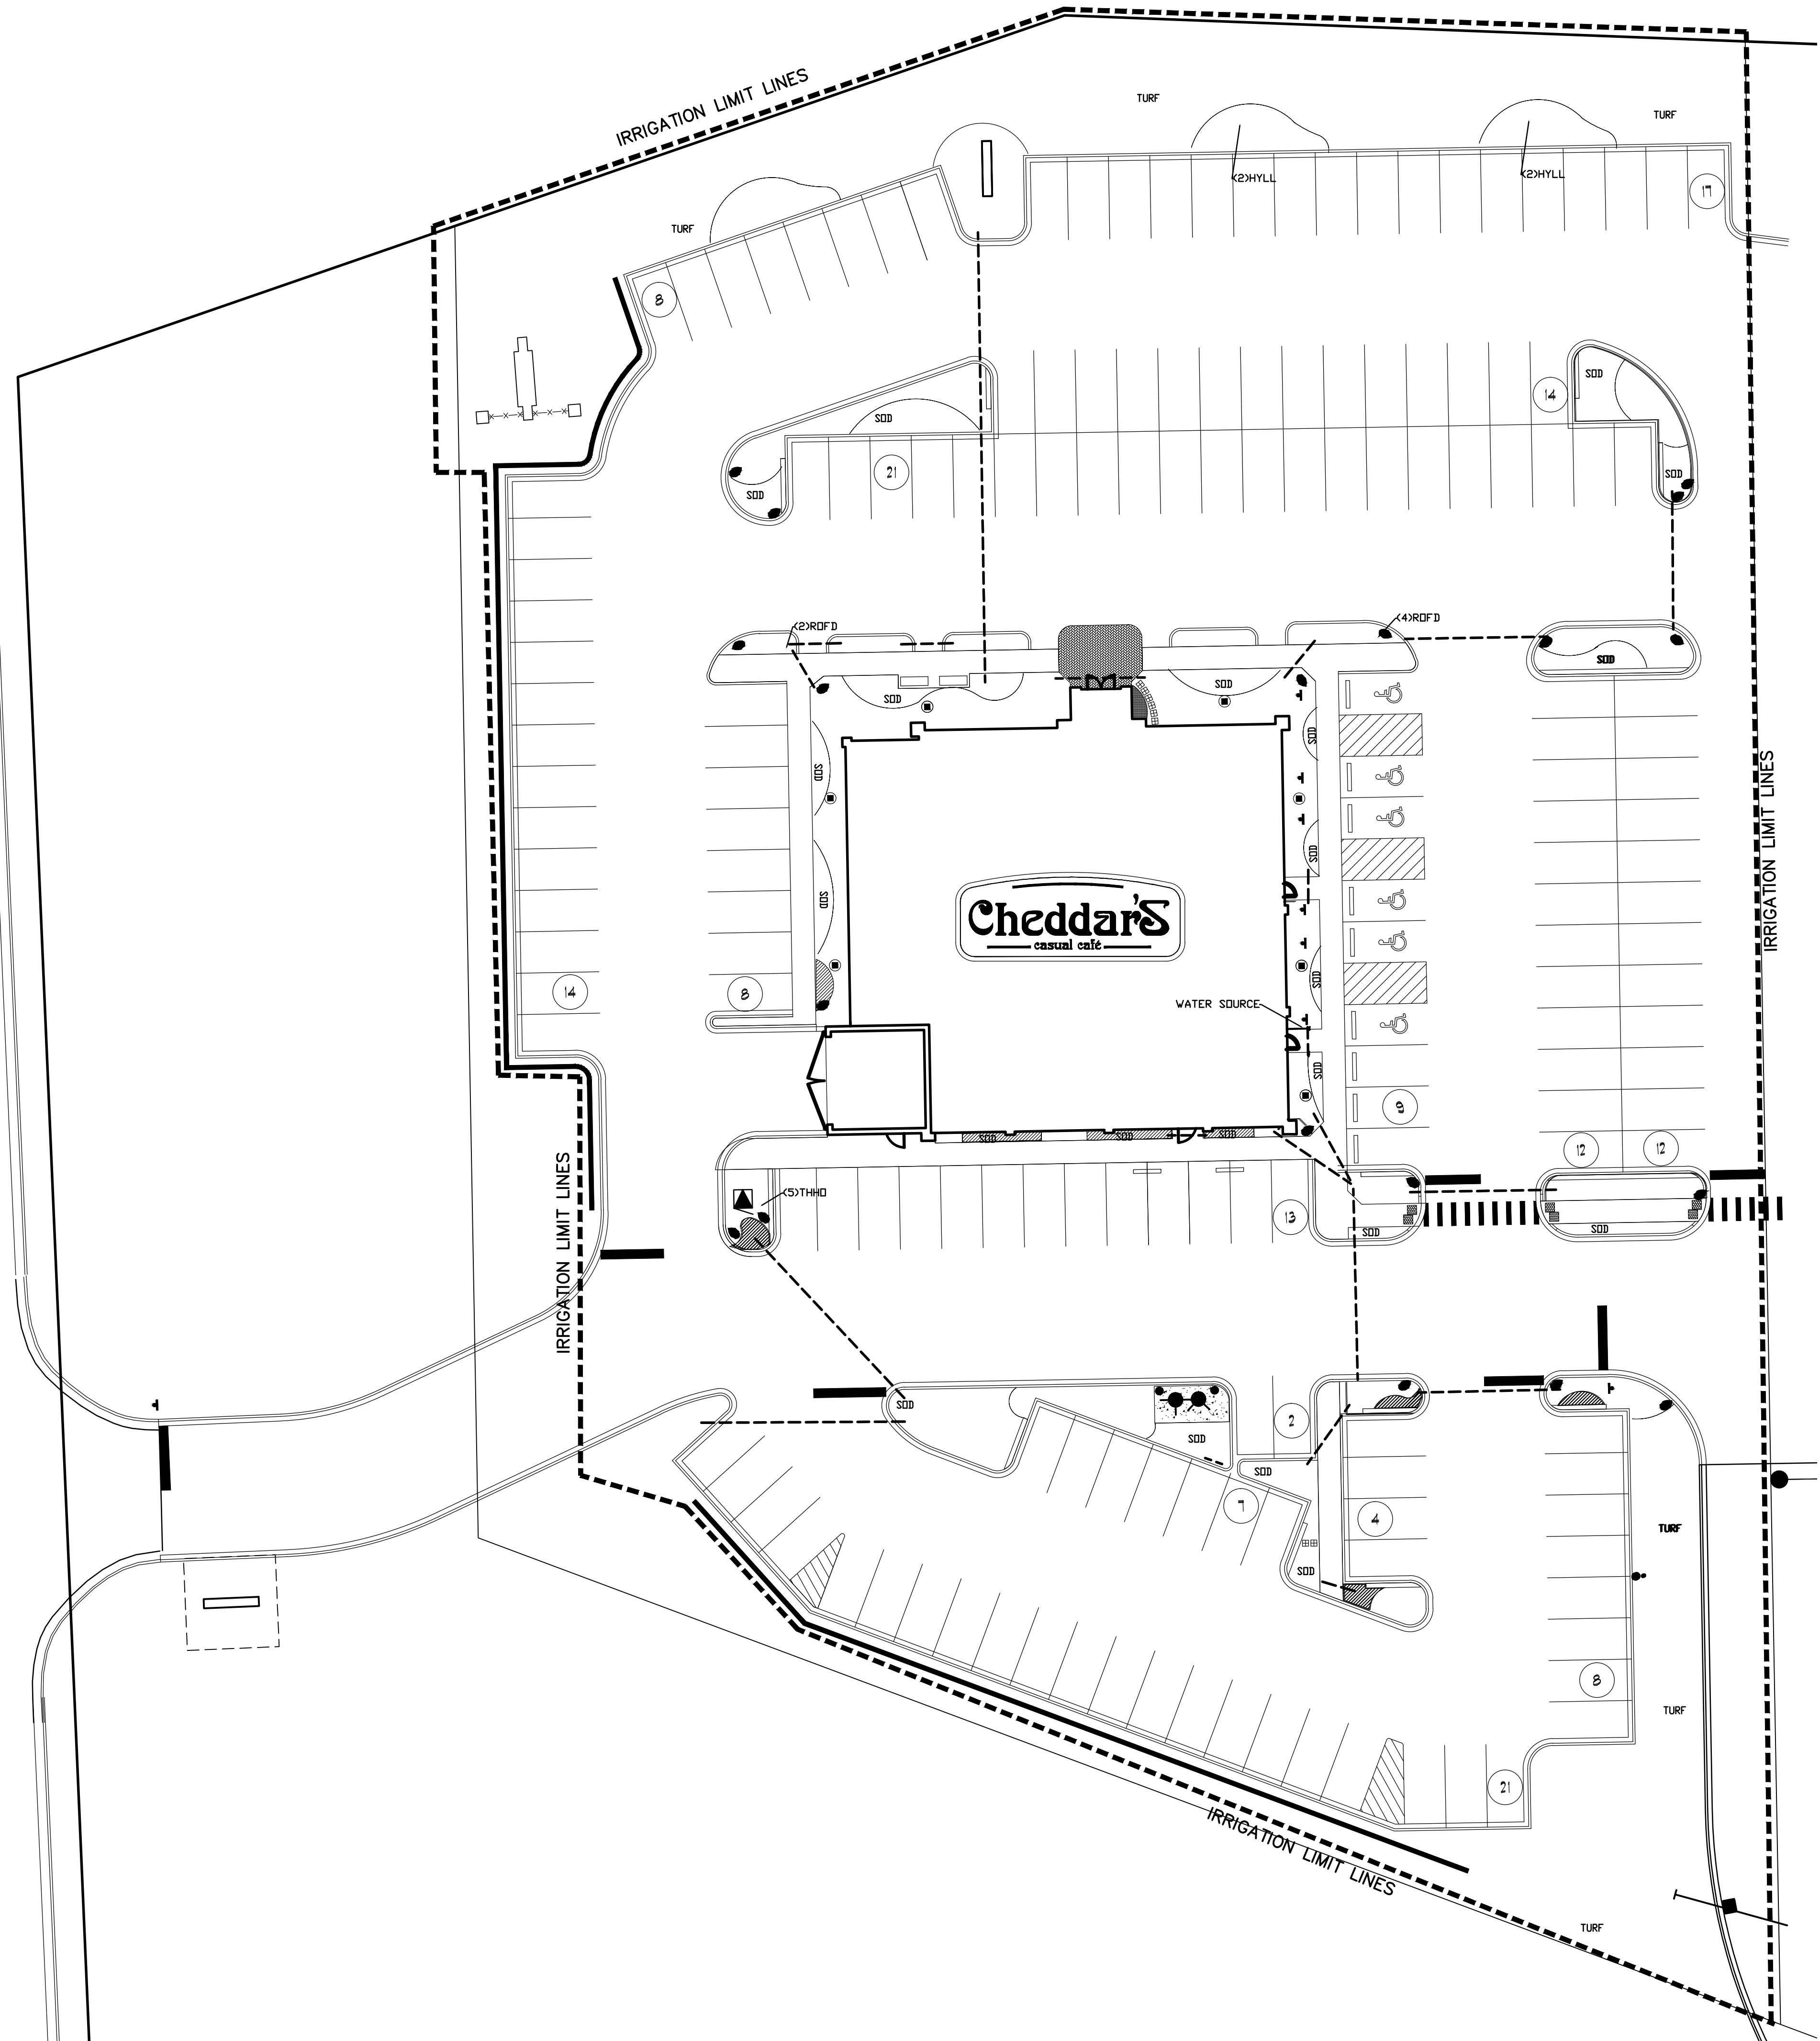 IRRIGATION LIMIT LINES
TURF
TURF
(2)HYLL
(2)HYLL
17
TURF
8
SOD
14
SOD
21
SOD
SOD
(2)ROFD
(4)ROFD
SOD
SOD
SOD
SOD
SOD
SOD
SOD
IRRIGATION LIMIT LINES
Cheddar's
casual café
SOD
14
8
WATER SOURCE
SOD
9
SOD
SOD
SOD
12
12
(5)THHO
13
SOD
SOD
IRRIGATION LIMIT LINES
SOD
2
SOD
SOD
7
4
TURF
SOD
8
TURF
21
IRRIGATION LIMIT LINES
TURF